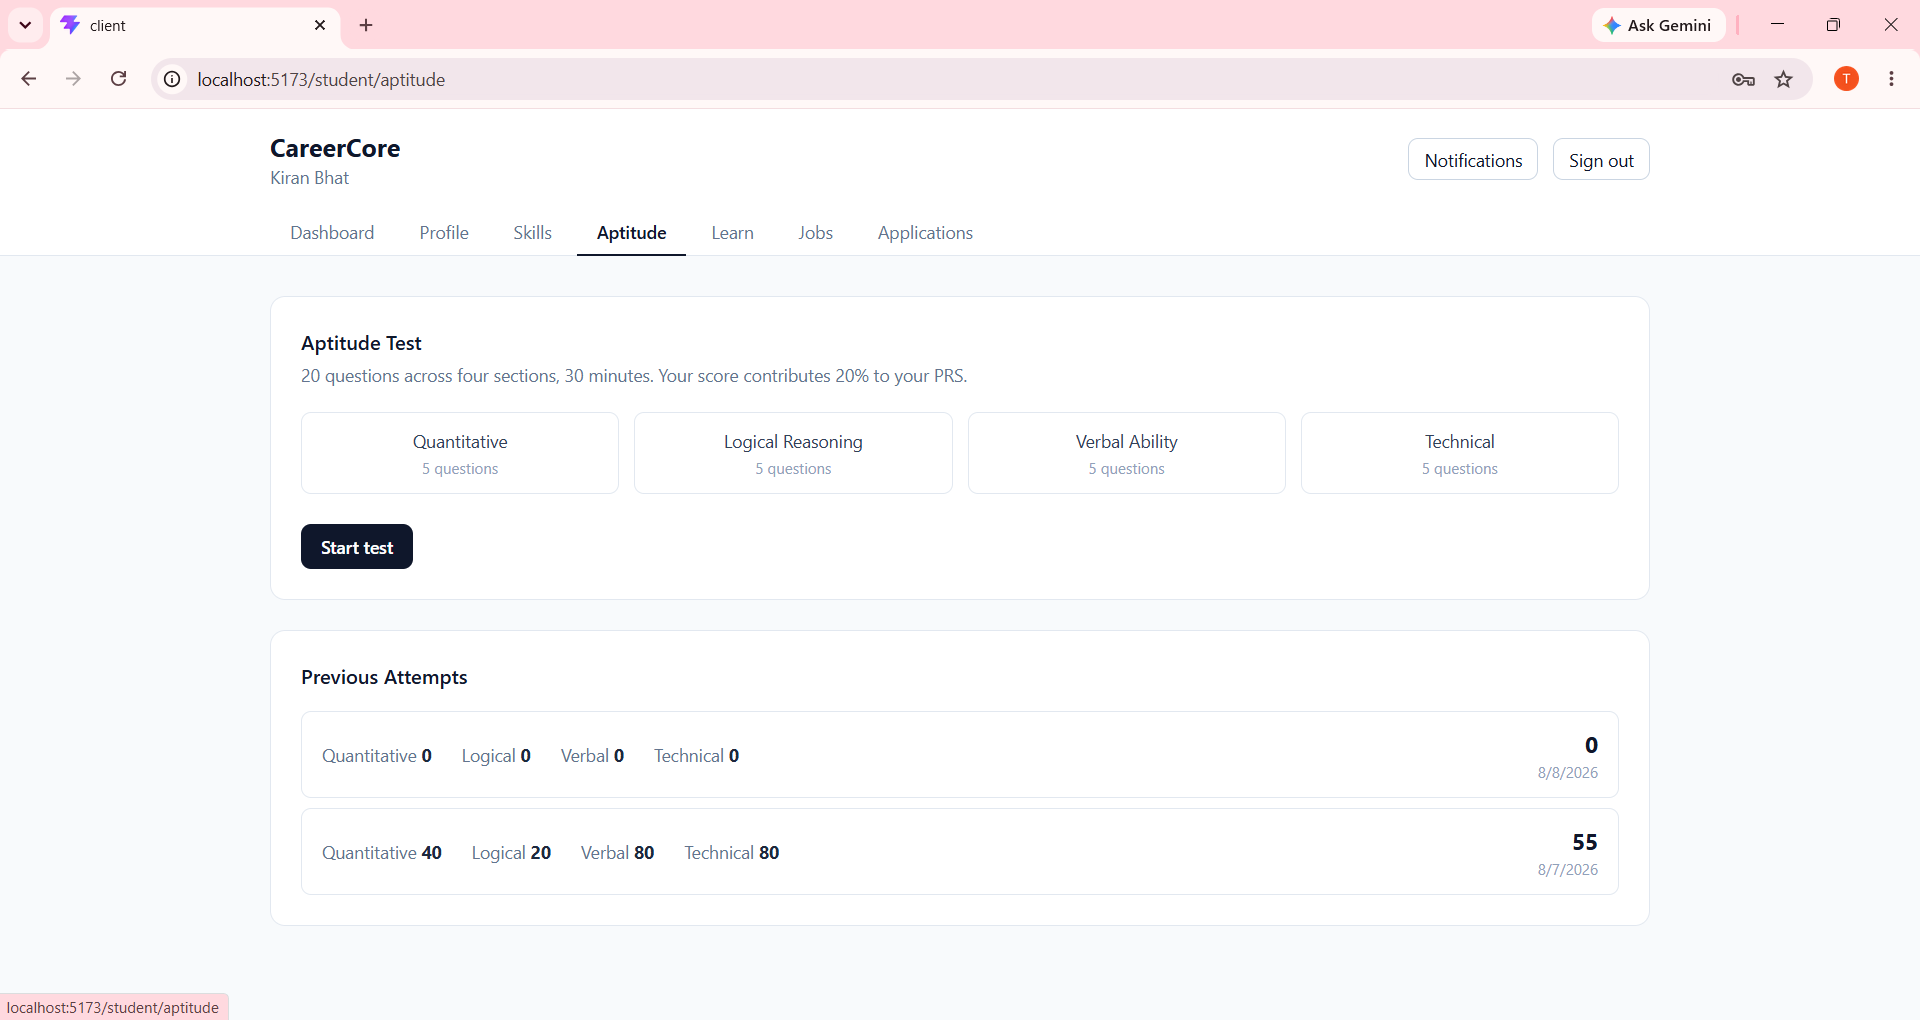 client
Ask Gemini
localhost:5173/student/aptitude
T
CareerCore
Kiran Bhat
Notifications
Sign out
Dashboard Profile Skills Aptitude Learn Jobs Applications
Aptitude Test
20 questions across four sections, 30 minutes. Your score contributes 20% to your PRS.
Quantitative
5 questions
Logical Reasoning
5 questions
Verbal Ability
5 questions
Technical
5 questions
Start test
Previous Attempts
Quantitative 0 Logical 0 Verbal 0 Technical 0
0
8/8/2026
Quantitative 40 Logical 20 Verbal 80 Technical 80
55
8/7/2026
localhost:5173/student/aptitude